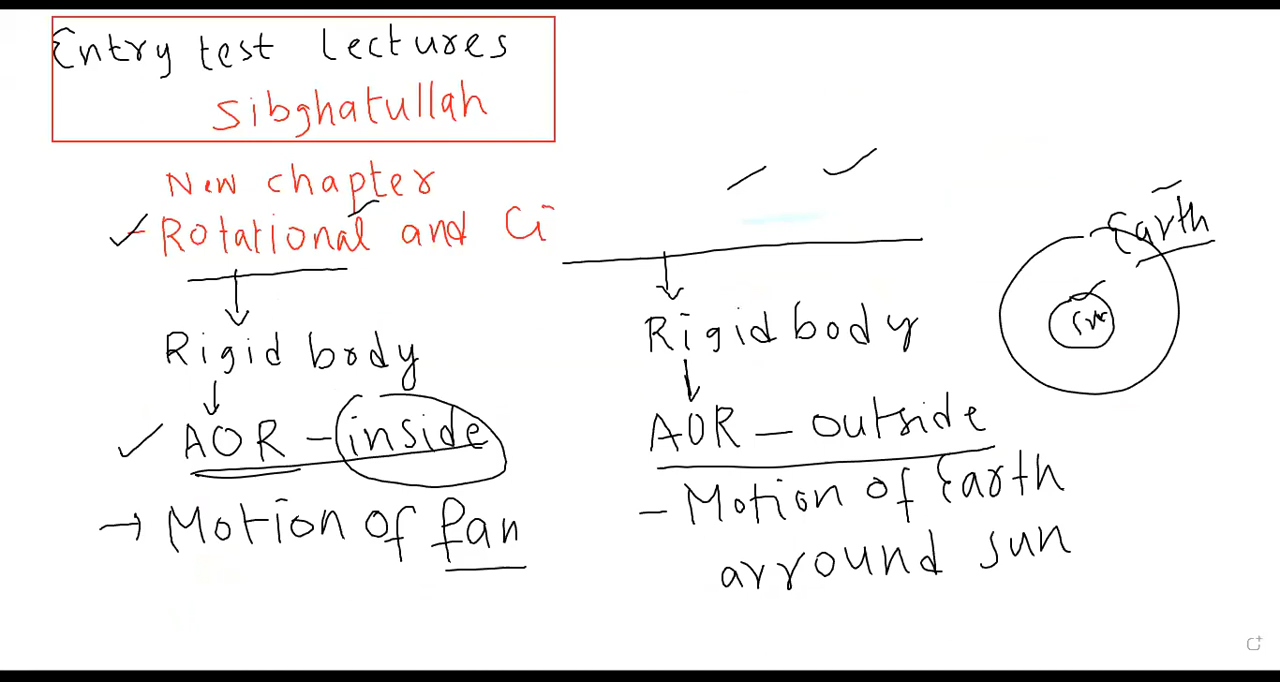 Entry test Lectures
Sibghatullah
New chapter
Rotational and Ci
Rigid body
AOR - inside
→ Motion of fan
Rigid body
AOR - outside
- Motion of Earth
arround sun
Earth